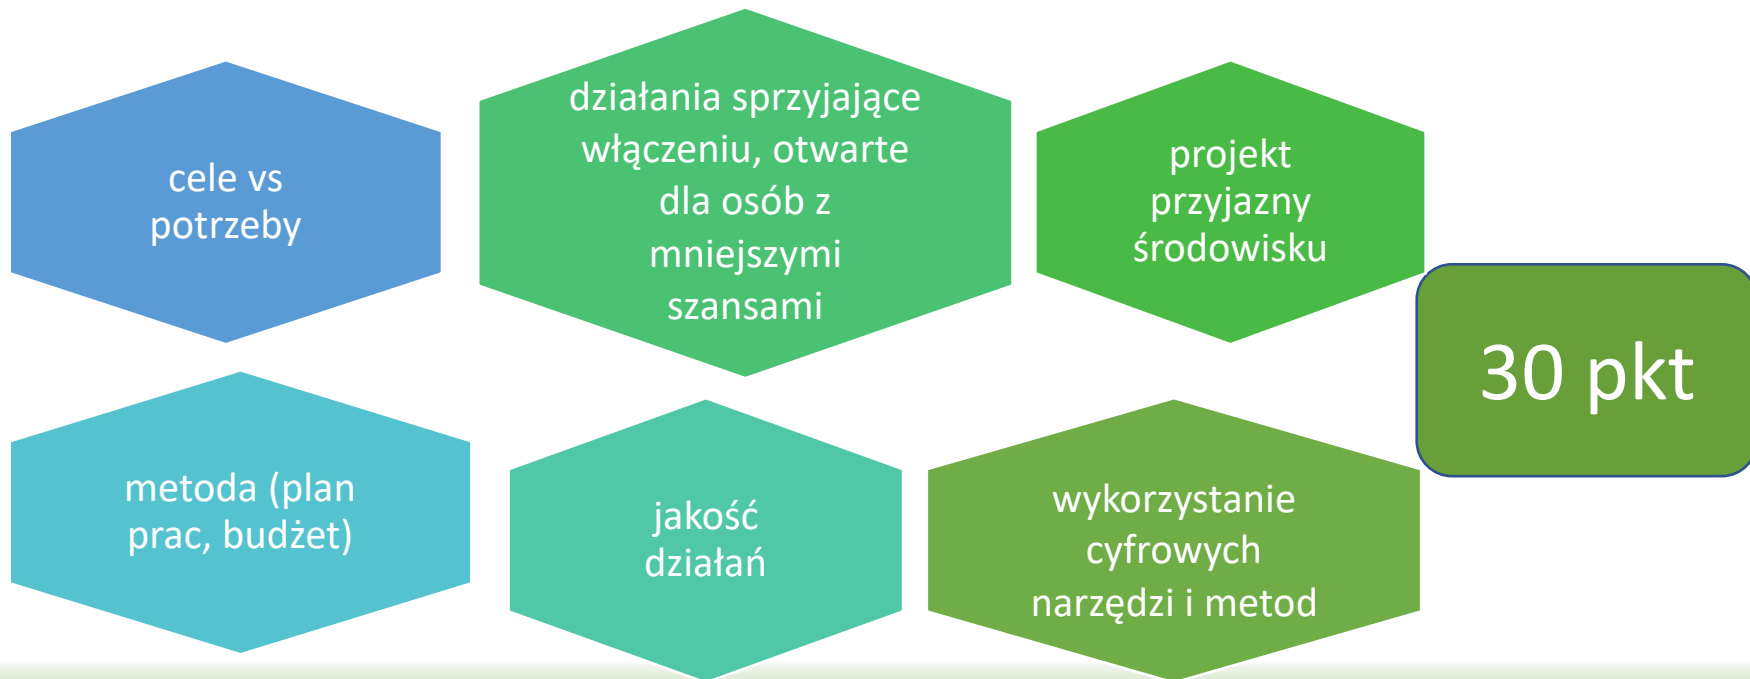 cele vs
potrzeby
działania sprzyjające
włączeniu, otwarte
dla osób z
mniejszymi
szansami
projekt
przyjazny
środowisku
30 pkt
metoda (plan
prac, budżet)
jakość
działań
wykorzystanie
cyfrowych
narzędzi i metod